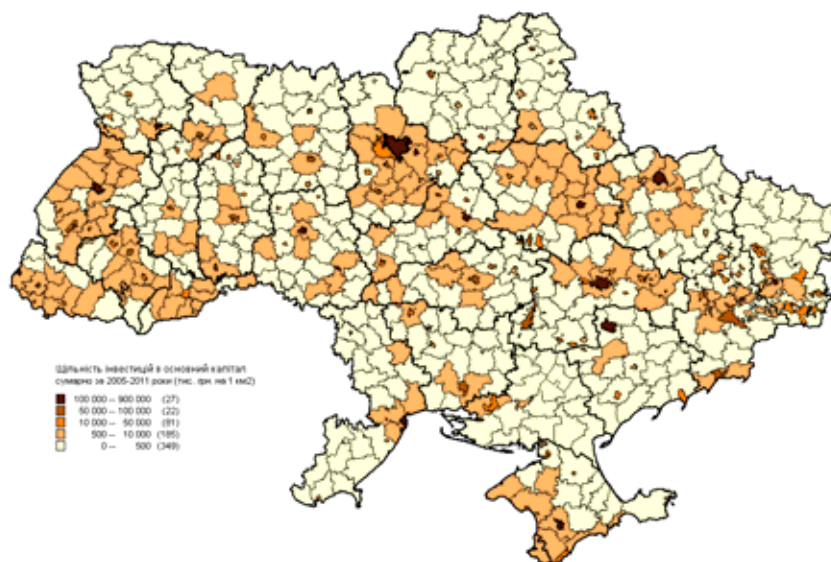 Щільність інвестицій в основний капітал
сумарно за 2005-2011 роки (тис. грн. на 1 км2)
100 000 -- 900 000 (27)
50 000 -- 100 000 (22)
10 000 -- 50 000 (81)
500 -- 10 000 (185)
0 -- 500 (349)